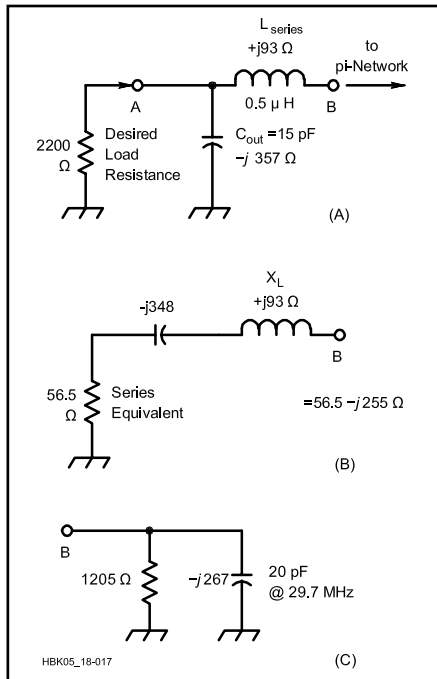 L series
+j93 Ω
to
pi-Network
A
0.5 µ H
B
2200
Ω
Desired
Load
Resistance
C out =15 pF
–j 357 Ω
(A)
-j348
X L
+j93 Ω
B
56.5
Ω
Series
Equivalent
=56.5 –j 255 Ω
(B)
B
1205 Ω
–j 267
20 pF
@ 29.7 MHz
HBK05_18-017
(C)